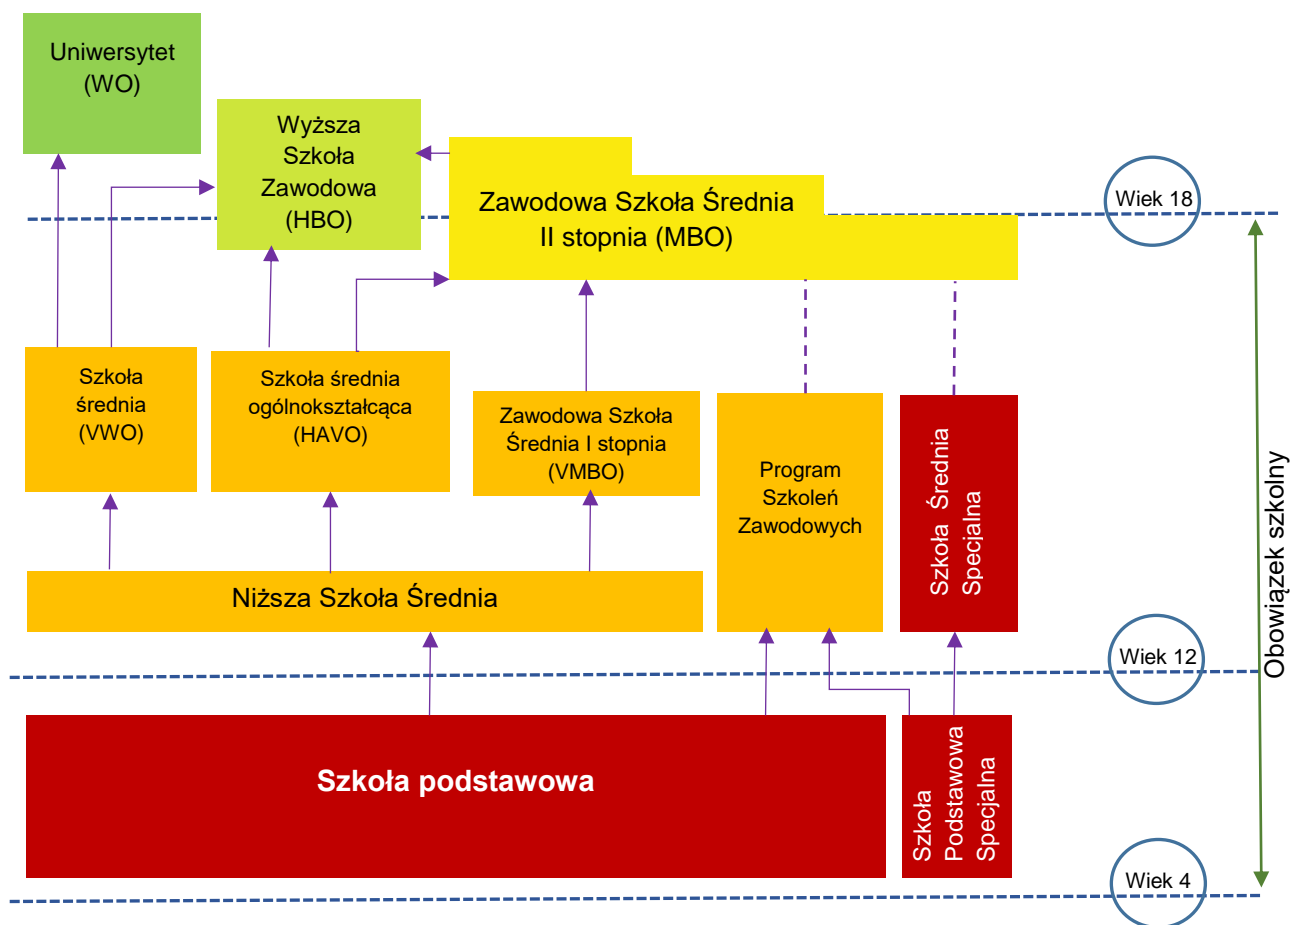 Uniwersytet
(WO)
Wyższa
Szkoła
Zawodowa
(HBO)
Zawodowa Szkoła Średnia
II stopnia (MBO)
Wiek 18
Szkoła
średnia
(VWO)
Szkoła średnia
ogólnokształcąca
(HAVO)
Zawodowa Szkoła
Średnia I stopnia
(VMBO)
Program
Szkoleń
Zawodowych
Szkoła Średnia
Specjalna
Obowiązek szkolny
Niższa Szkoła Średnia
Wiek 12
Szkoła podstawowa
Szkoła
Podstawowa
Specjalna
Wiek 4